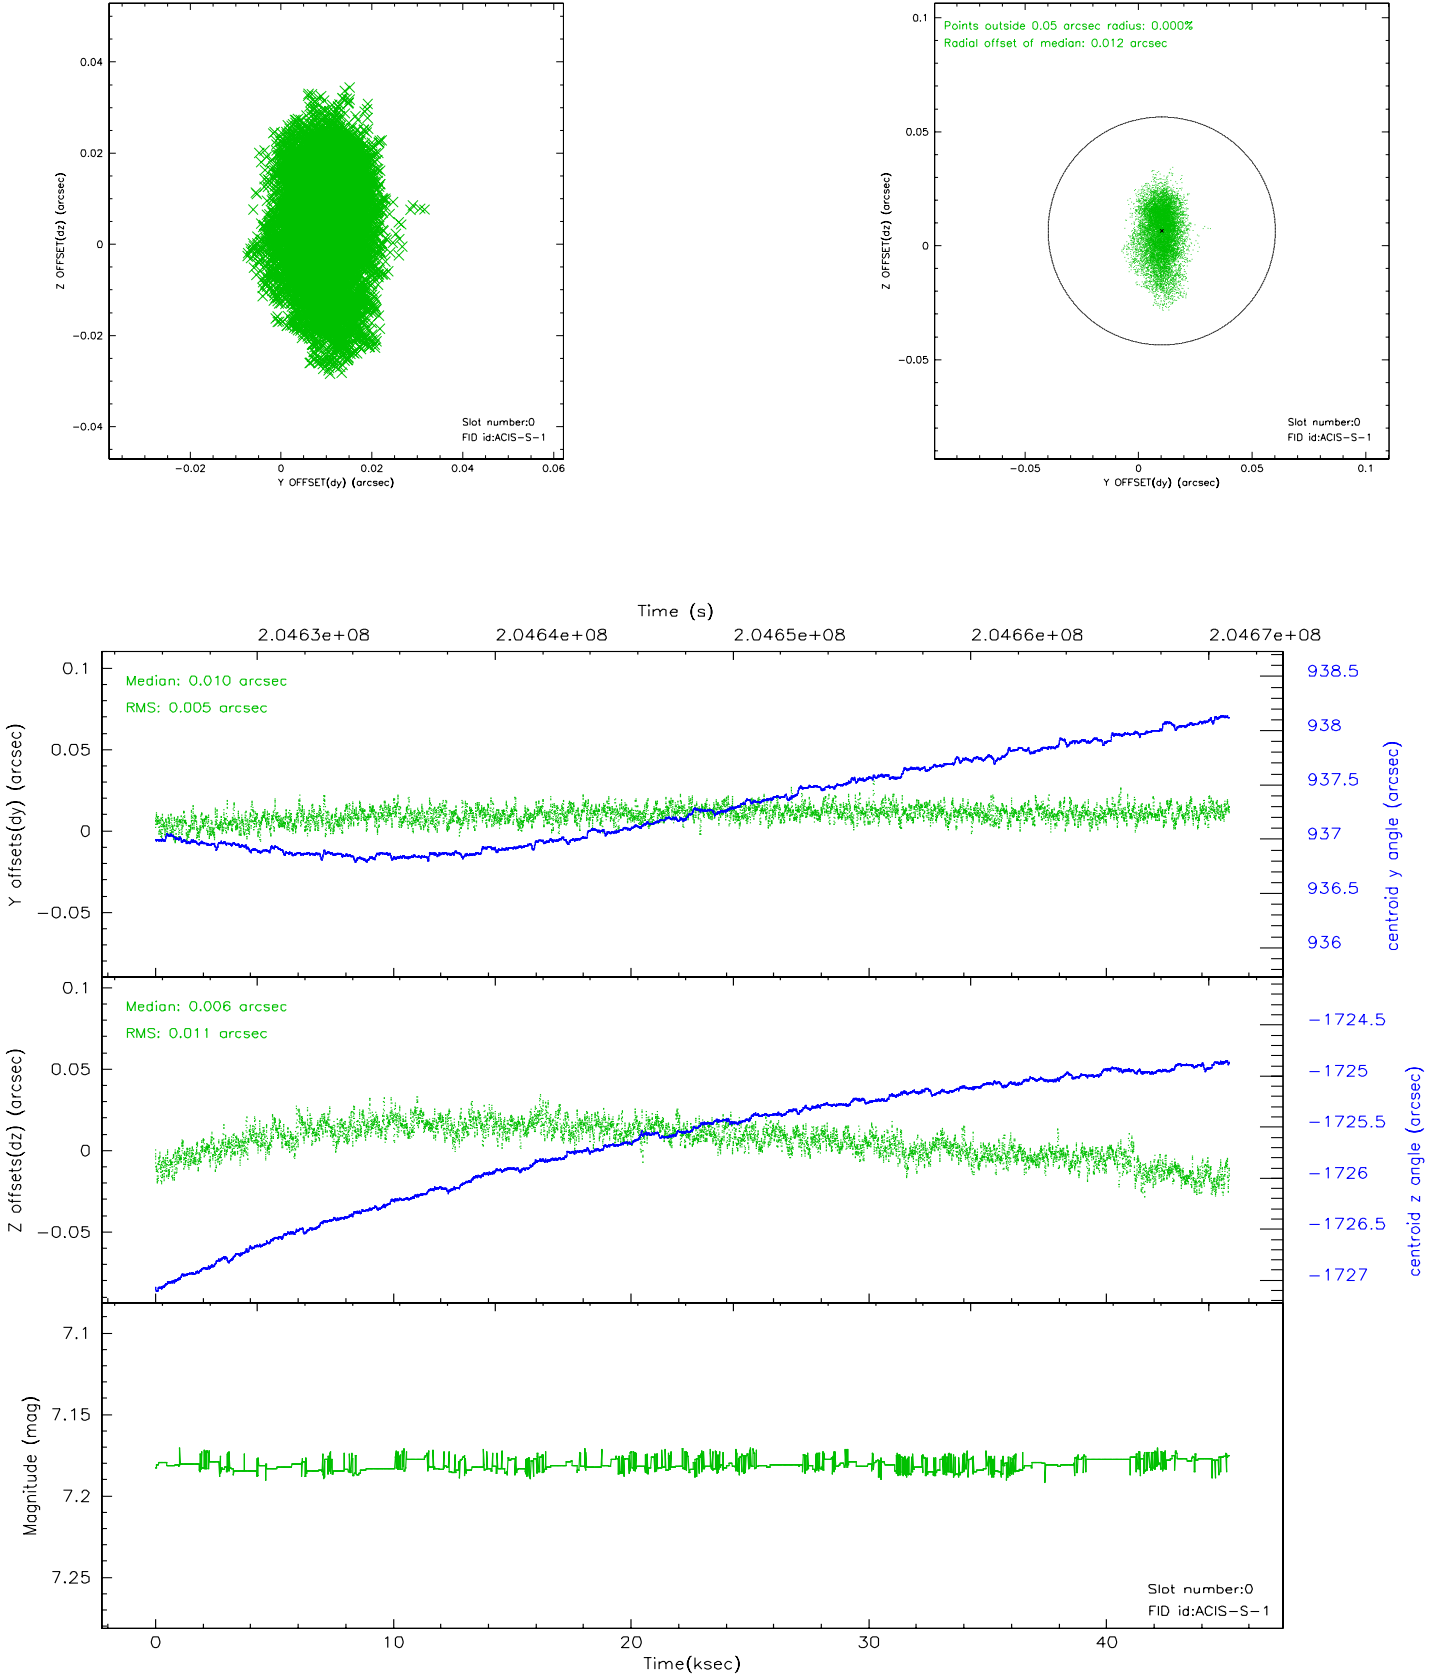 0.04
0.02
0
−0.02
−0.04
Z OFFSET(dz) (arcsec)
Slot number:0
FID id:ACIS−S−1
−0.02 0 0.02 0.04 0.06
Y OFFSET(dy) (arcsec)
Points outside 0.05 arcsec radius: 0.000%
Radial offset of median: 0.012 arcsec
0.1
0.05
0
−0.05
Z OFFSET(dz) (arcsec)
Slot number:0
FID id:ACIS−S−1
−0.05 0 0.05 0.1
Y OFFSET(dy) (arcsec)
Time (s)
2.0463e+08 2.0464e+08 2.0465e+08 2.0466e+08 2.0467e+08
Median: 0.010 arcsec
RMS: 0.005 arcsec
0.1
0.05
0
−0.05
Y offsets(dy) (arcsec)
938.5
938
937.5
937
936.5
936
centroid y angle (arcsec)
Median: 0.006 arcsec
RMS: 0.011 arcsec
0.1
0.05
0
−0.05
Z offsets(dz) (arcsec)
−1724.5
−1725
−1725.5
−1726
−1726.5
−1727
centroid z angle (arcsec)
7.1
7.15
7.2
7.25
Magnitude (mag)
Slot number:0
FID id:ACIS−S−1
0 10 20 30 40
Time(ksec)